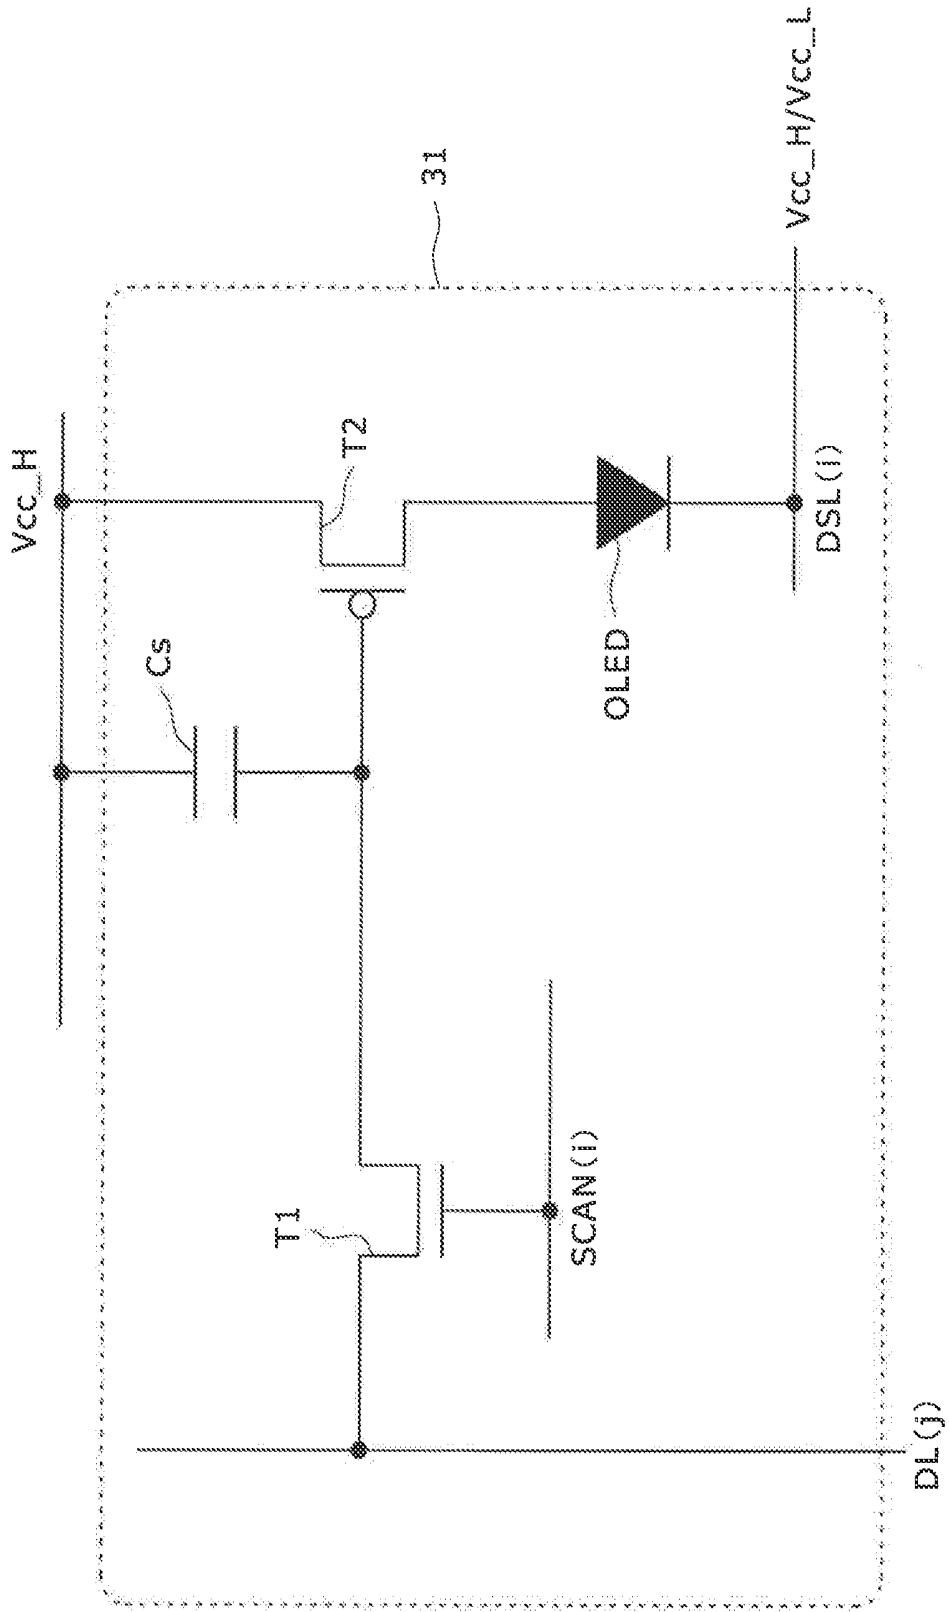 31
Vcc_H
Cs
T2
T1
OLED
Vcc_H/Vcc_L
SCAN(i)
DSL(i)
DL(j)